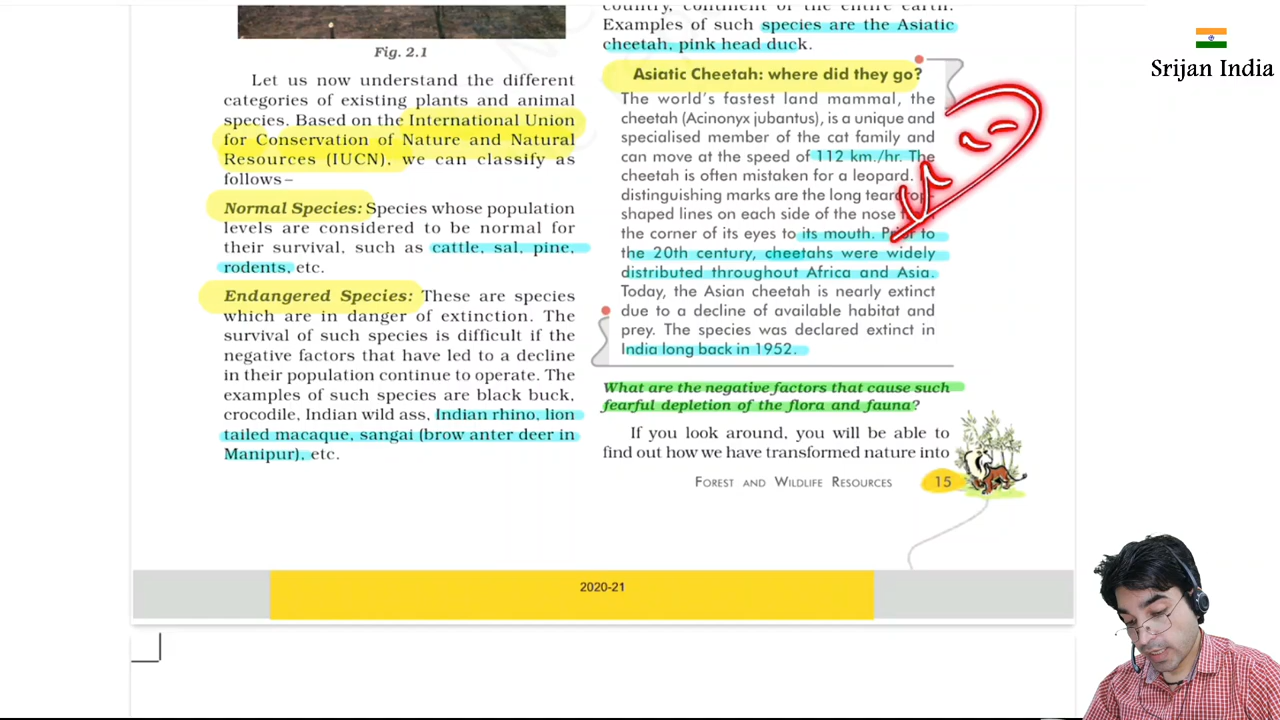 country, continent or the entire earth.
Examples of such species are the Asiatic
cheetah, pink head duck.
Fig. 2.1
Let us now understand the different
categories of existing plants and animal
species. Based on the International Union
for Conservation of Nature and Natural
Resources (IUCN), we can classify as
follows–
Normal Species: Species whose population
levels are considered to be normal for
their survival, such as cattle, sal, pine,
rodents, etc.
Endangered Species: These are species
which are in danger of extinction. The
survival of such species is difficult if the
negative factors that have led to a decline
in their population continue to operate. The
examples of such species are black buck,
crocodile, Indian wild ass, Indian rhino, lion
tailed macaque, sangai (brow anter deer in
Manipur), etc.
Asiatic Cheetah: where did they go?
The world's fastest land mammal, the
cheetah (Acinonyx jubantus), is a unique and
specialised member of the cat family and
can move at the speed of 112 km./hr. The
cheetah is often mistaken for a leopard.
distinguishing marks are the long teardrop-
shaped lines on each side of the nose
the corner of its eyes to its mouth. Prior to
the 20th century, cheetahs were widely
distributed throughout Africa and Asia.
Today, the Asian cheetah is nearly extinct
due to a decline of available habitat and
prey. The species was declared extinct in
India long back in 1952.
What are the negative factors that cause such
fearful depletion of the flora and fauna?
If you look around, you will be able to
find out how we have transformed nature into
FOREST AND WILDLIFE RESOURCES 15
2020-21
Srijan India